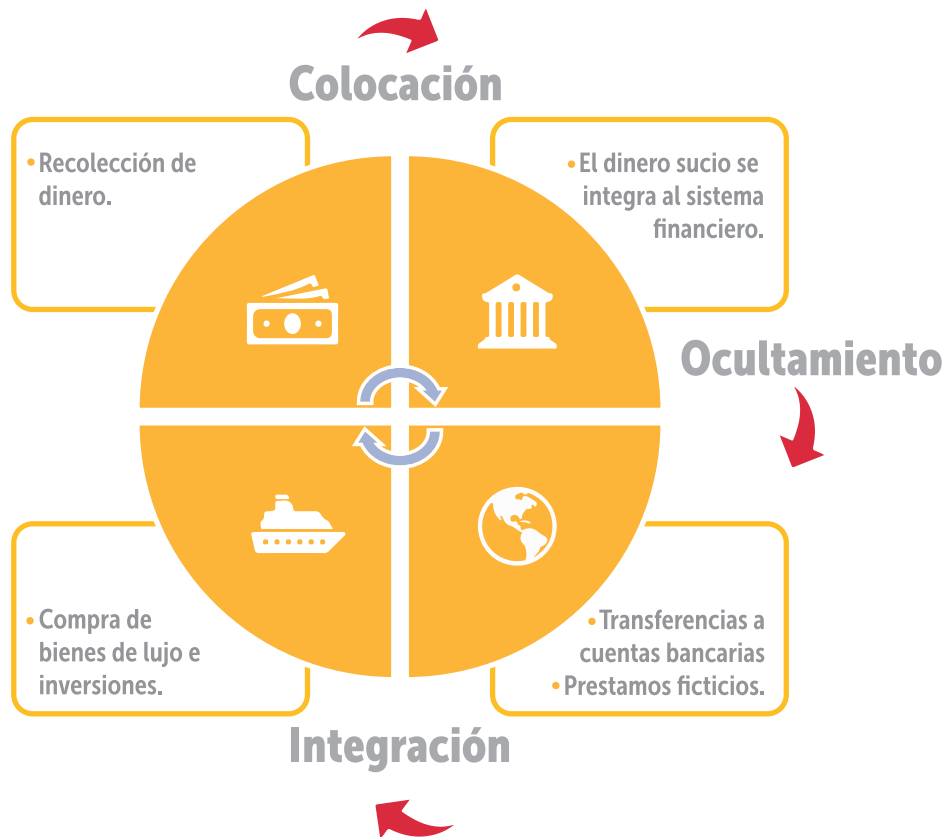 Colocación
• Recolección de
dinero.
• El dinero sucio se
integra al sistema
financiero.
Ocultamiento
• Compra de
bienes de lujo e
inversiones.
• Transferencias a
cuentas bancarias
• Prestamos ficticios.
Integración